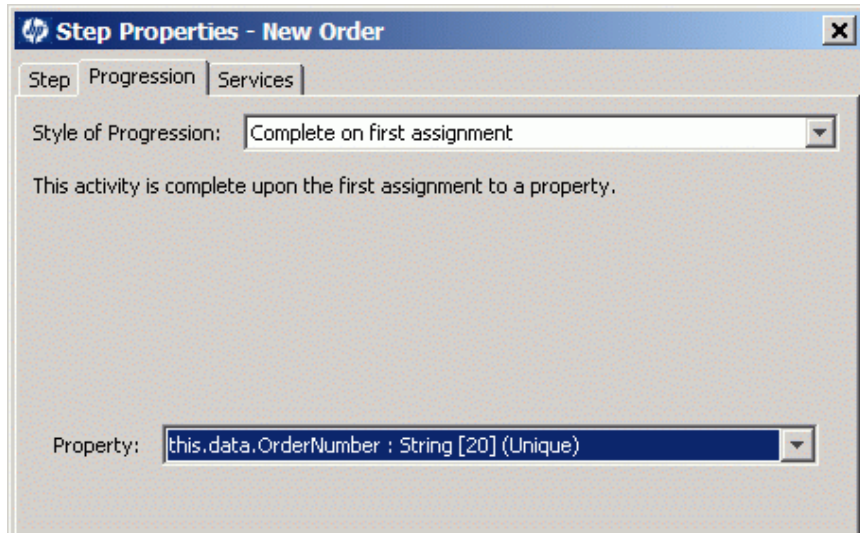 Step Properties - New Order
Step Progression Services
Style of Progression: Complete on first assignment
This activity is complete upon the first assignment to a property.
Property: this.data.OrderNumber : String [20] (Unique)